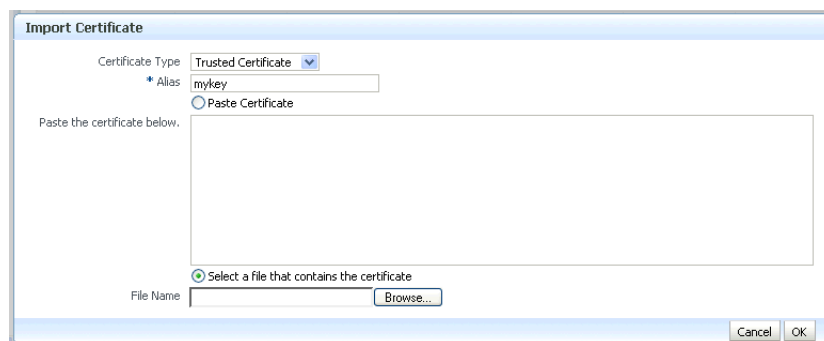 Import Certificate
Certificate Type Trusted Certificate
* Alias mykey
Paste Certificate
Paste the certificate below.
Select a file that contains the certificate
File Name Browse...
Cancel OK